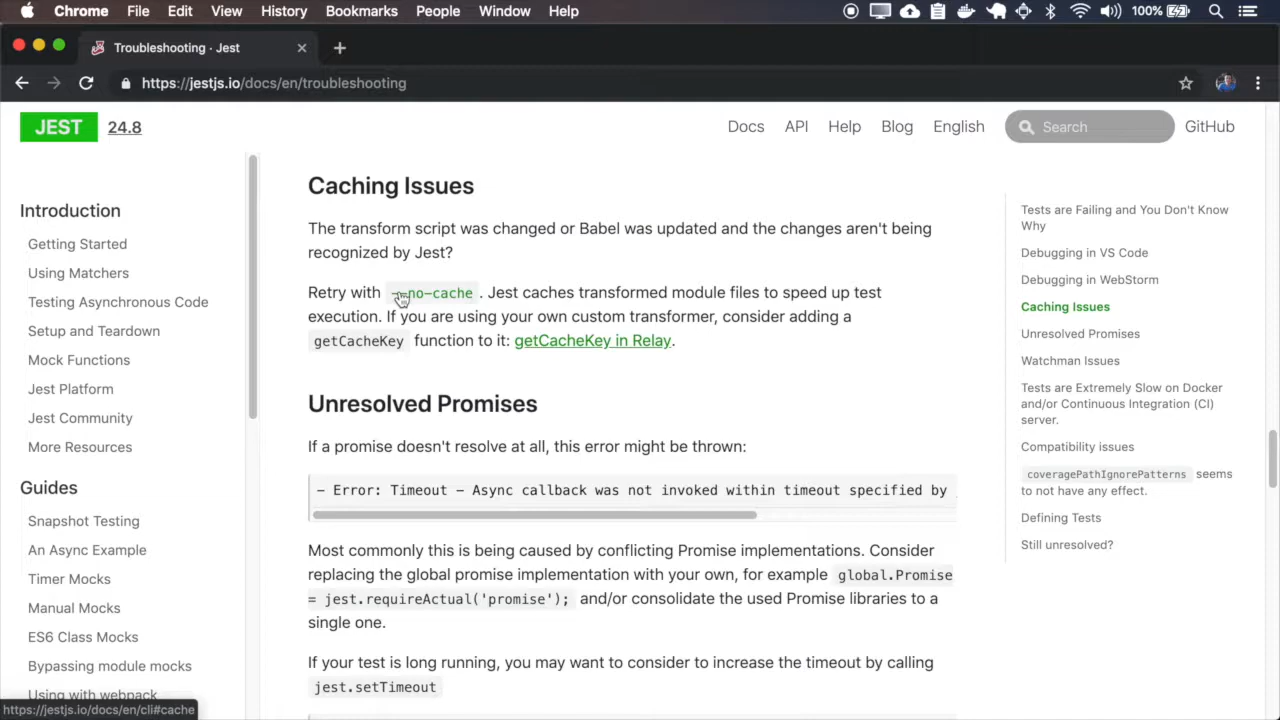 Chrome File Edit View History Bookmarks People Window Help 100%
Troubleshooting · Jest
https://jestjs.io/docs/en/troubleshooting
JEST 24.8 Docs API Help Blog English Search GitHub
Introduction
Getting Started
Using Matchers
Testing Asynchronous Code
Setup and Teardown
Mock Functions
Jest Platform
Jest Community
More Resources
Guides
Snapshot Testing
An Async Example
Timer Mocks
Manual Mocks
ES6 Class Mocks
Bypassing module mocks
Using with webpack
https://jestjs.io/docs/en/cli#cache
Caching Issues
The transform script was changed or Babel was updated and the changes aren't being
recognized by Jest?
Retry with --no-cache. Jest caches transformed module files to speed up test
execution. If you are using your own custom transformer, consider adding a
getCacheKey function to it: getCacheKey in Relay.
Unresolved Promises
If a promise doesn't resolve at all, this error might be thrown:
- Error: Timeout - Async callback was not invoked within timeout specified by
Most commonly this is being caused by conflicting Promise implementations. Consider
replacing the global promise implementation with your own, for example global.Promise
= jest.requireActual('promise'); and/or consolidate the used Promise libraries to a
single one.
If your test is long running, you may want to consider to increase the timeout by calling
jest.setTimeout
Tests are Failing and You Don't Know
Why
Debugging in VS Code
Debugging in WebStorm
Caching Issues
Unresolved Promises
Watchman Issues
Tests are Extremely Slow on Docker
and/or Continuous Integration (CI)
server.
Compatibility issues
coveragePathIgnorePatterns seems
to not have any effect.
Defining Tests
Still unresolved?